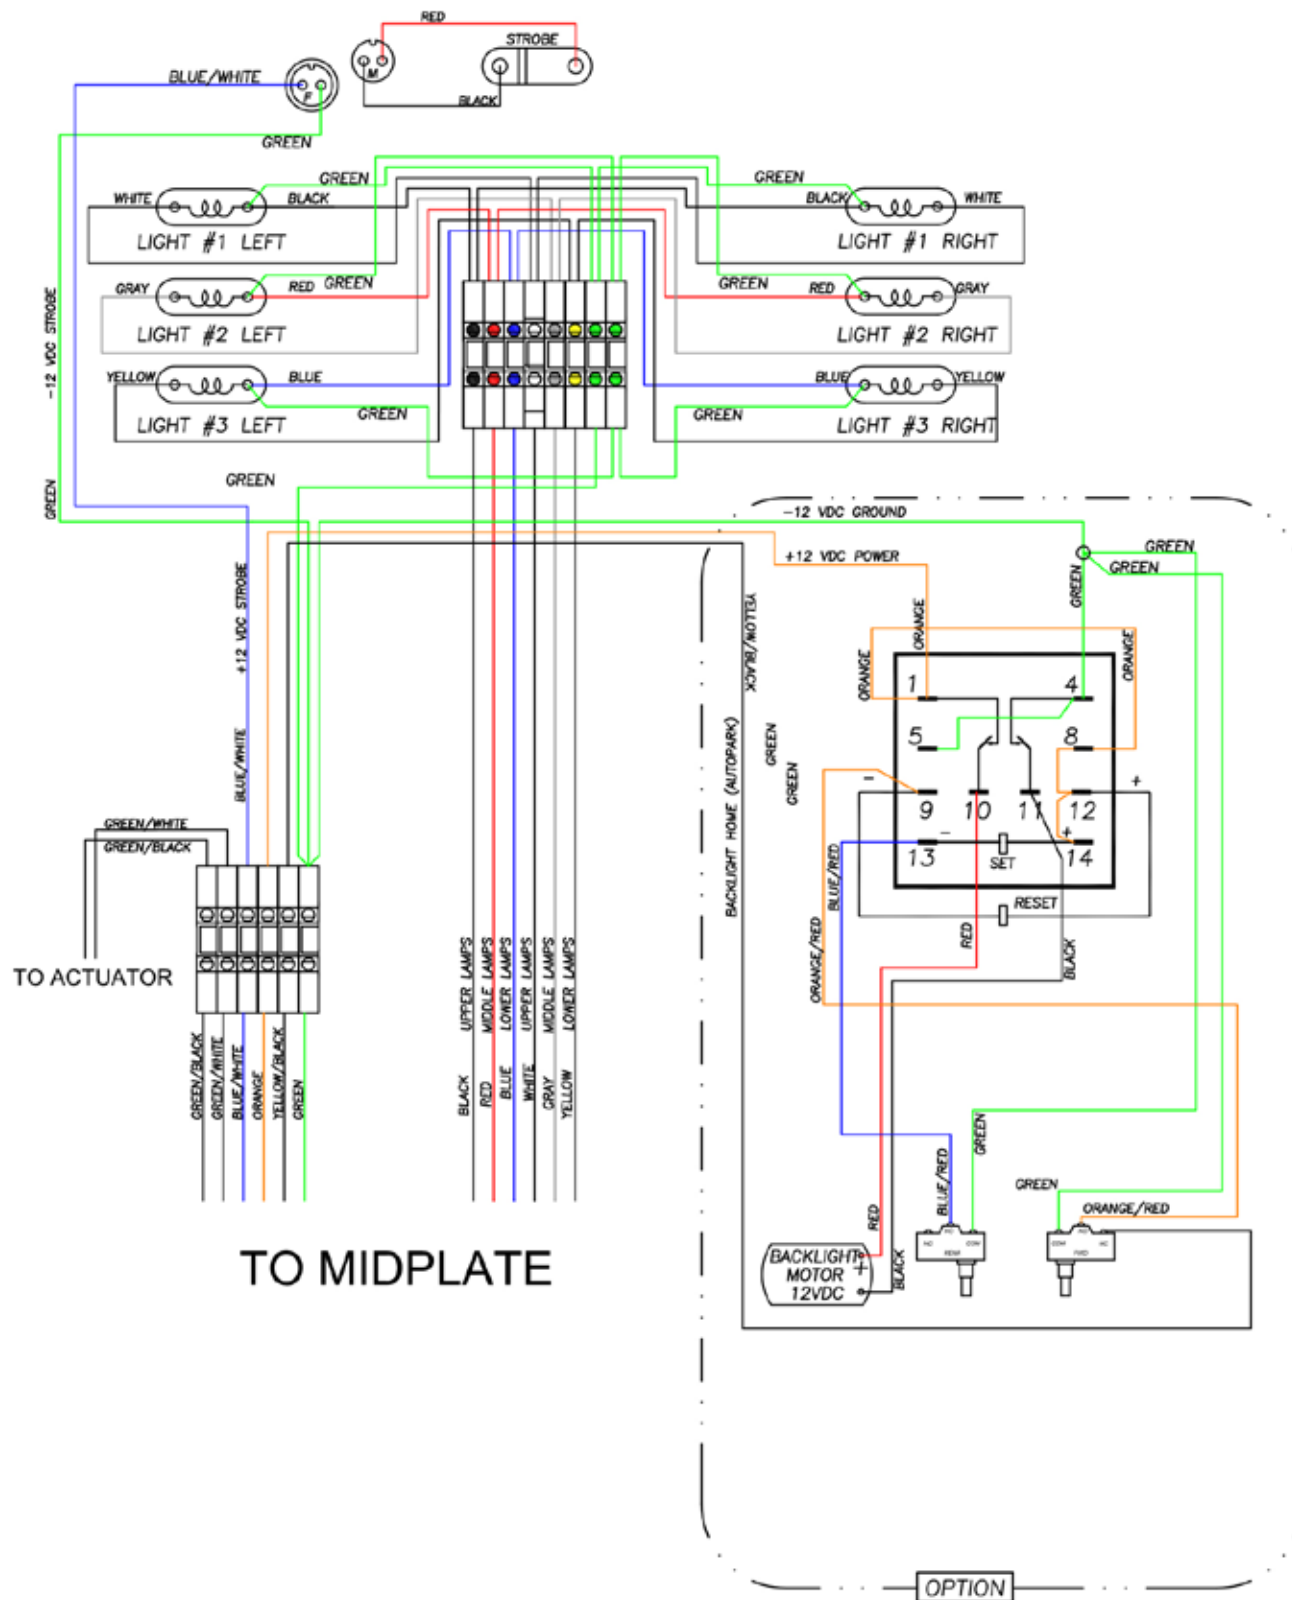 RED
STROBE
M
BLUE/WHITE
F
BLACK
GREEN
GREEN
GREEN
WHITE
BLACK
BLACK
WHITE
LIGHT #1 LEFT
LIGHT #1 RIGHT
GRAY
RED
GREEN
GREEN
RED
GRAY
LIGHT #2 LEFT
LIGHT #2 RIGHT
-12 VDC STROBE
YELLOW
BLUE
BLUE
YELLOW
GREEN
GREEN
LIGHT #3 LEFT
LIGHT #3 RIGHT
GREEN
GREEN
-12 VDC GROUND
GREEN
+12 VDC POWER
GREEN
GREEN
+12 VDC STROBE
YELLOW/BLACK
ORANGE
ORANGE
ORANGE
1
4
BLUE/WHITE
BACKLIGHT HOME (AUTOPARK)
GREEN
GREEN
5
8
-
+
9
10
11
12
GREEN/WHITE
GREEN/BLACK
-
+
13
SET
14
BLUE/RED
RESET
RED
BLACK
ORANGE/RED
TO ACTUATOR
UPPER LAMPS
MIDDLE LAMPS
LOWER LAMPS
UPPER LAMPS
MIDDLE LAMPS
LOWER LAMPS
GREEN/BLACK
GREEN/WHITE
BLUE/WHITE
ORANGE
YELLOW/BLACK
GREEN
BLACK
RED
BLUE
WHITE
GRAY
YELLOW
GREEN
BLUE/RED
GREEN
ORANGE/RED
RED
BLACK
NO
COM
COM
NO
NC
FWD
TO MIDPLATE
BACKLIGHT
+
MOTOR
12VDC
OPTION